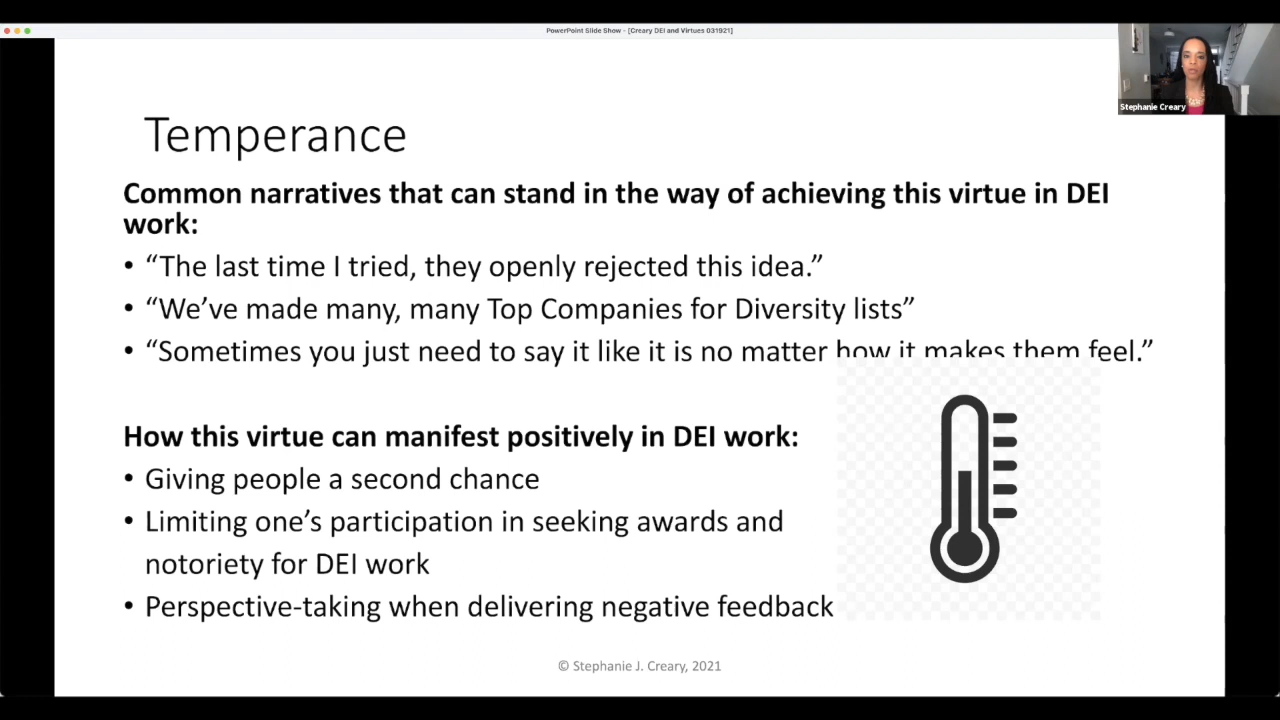 PowerPoint Slide Show - [Creary DEI and Virtues 031921]
Stephanie Creary
Temperance
Common narratives that can stand in the way of achieving this virtue in DEI
work:
• “The last time I tried, they openly rejected this idea.”
• “We’ve made many, many Top Companies for Diversity lists”
• “Sometimes you just need to say it like it is no matter how it makes them feel.”
How this virtue can manifest positively in DEI work:
• Giving people a second chance
• Limiting one’s participation in seeking awards and
notoriety for DEI work
• Perspective-taking when delivering negative feedback
© Stephanie J. Creary, 2021